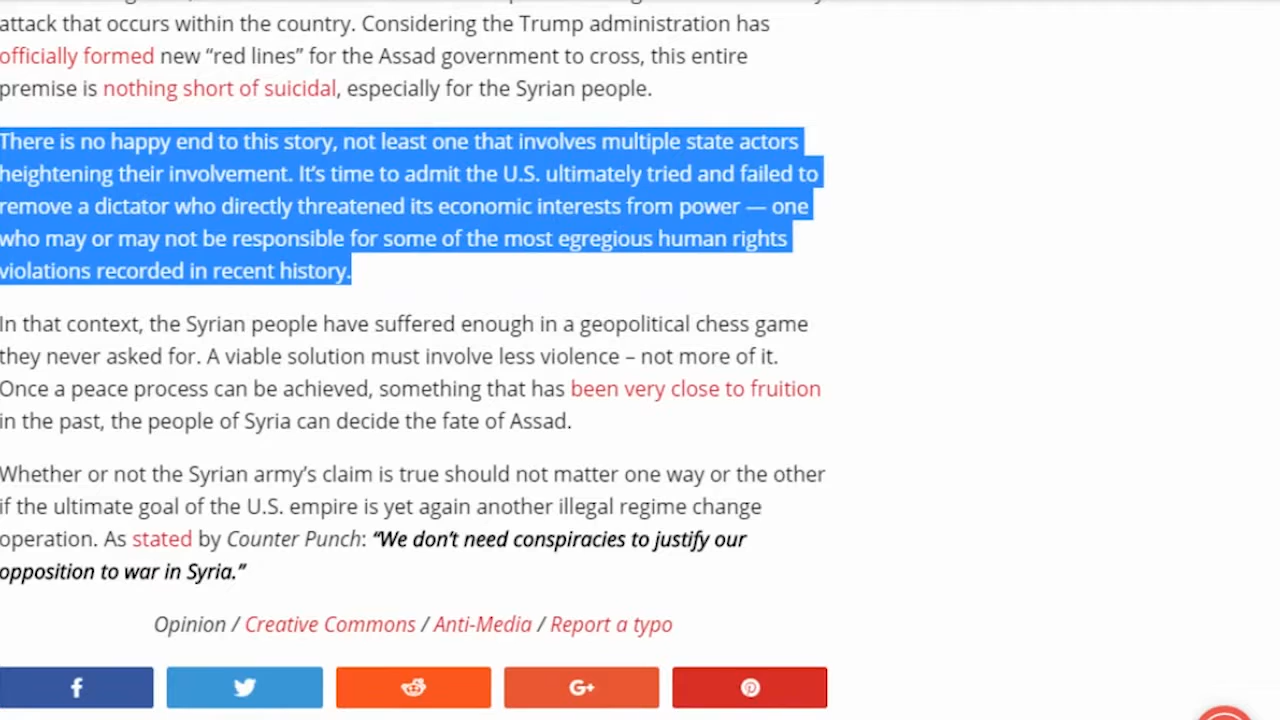 attack that occurs within the country. Considering the Trump administration has
officially formed new “red lines” for the Assad government to cross, this entire
premise is nothing short of suicidal, especially for the Syrian people.
There is no happy end to this story, not least one that involves multiple state actors
heightening their involvement. It’s time to admit the U.S. ultimately tried and failed to
remove a dictator who directly threatened its economic interests from power — one
who may or may not be responsible for some of the most egregious human rights
violations recorded in recent history.
In that context, the Syrian people have suffered enough in a geopolitical chess game
they never asked for. A viable solution must involve less violence – not more of it.
Once a peace process can be achieved, something that has been very close to fruition
in the past, the people of Syria can decide the fate of Assad.
Whether or not the Syrian army’s claim is true should not matter one way or the other
if the ultimate goal of the U.S. empire is yet again another illegal regime change
operation. As stated by Counter Punch: “We don’t need conspiracies to justify our
opposition to war in Syria.”
Opinion / Creative Commons / Anti-Media / Report a typo
f G+